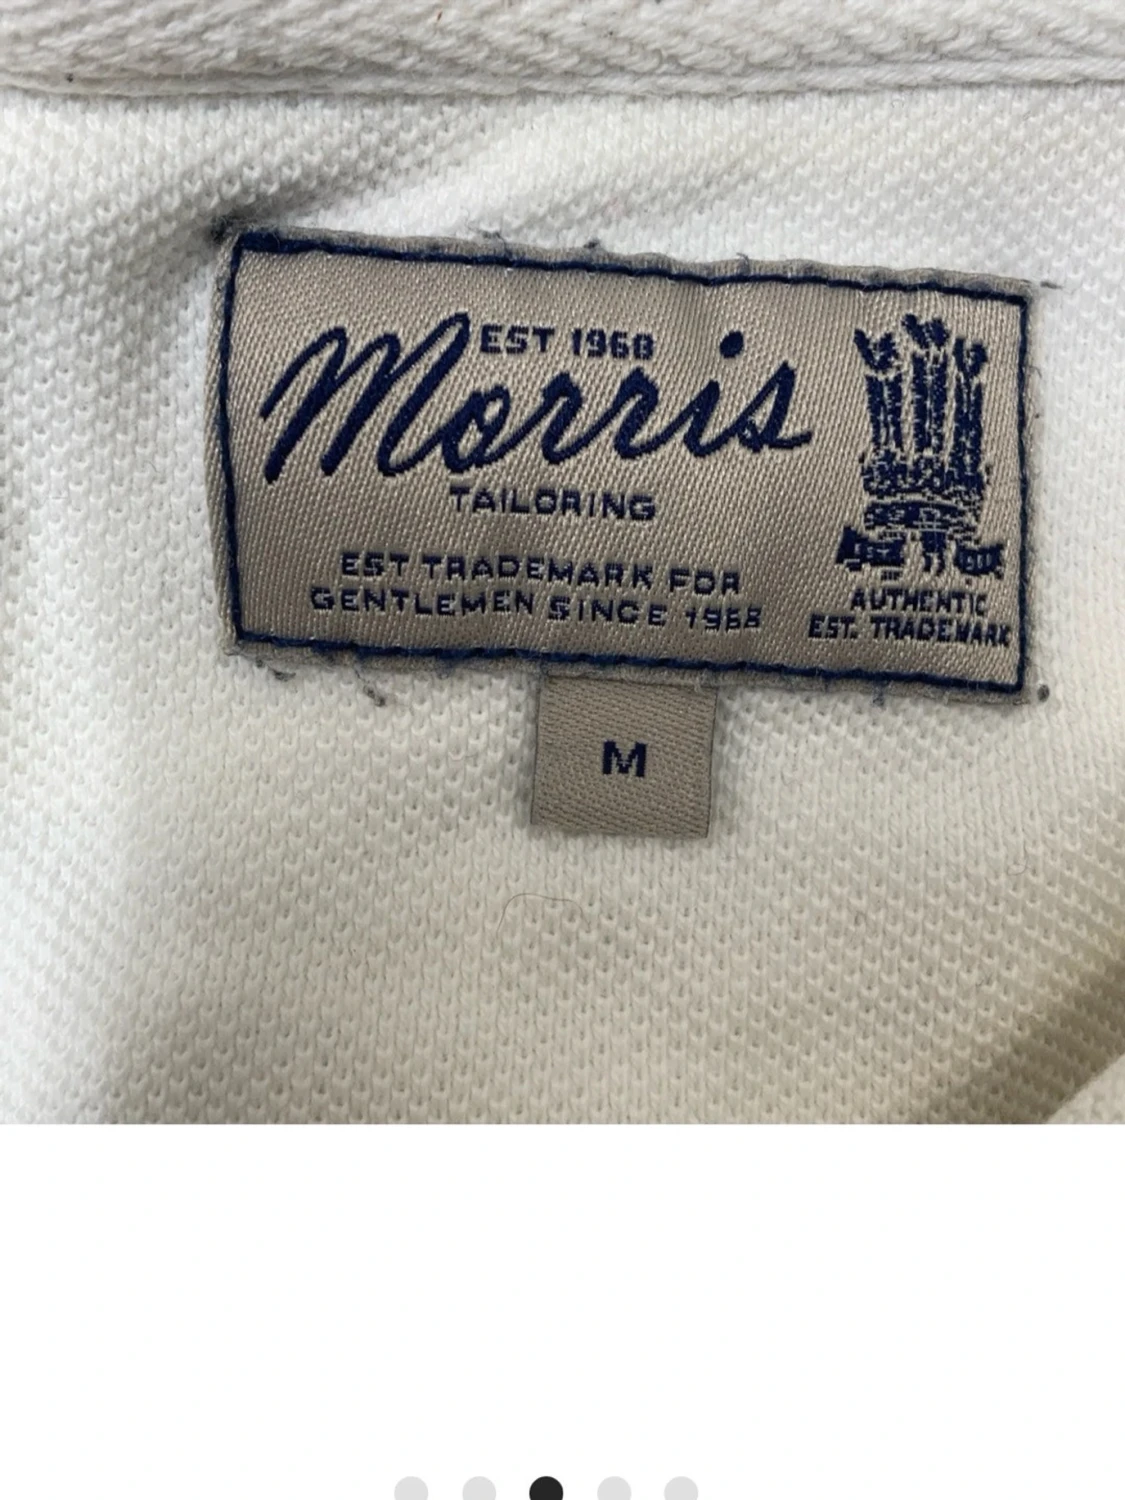 EST 1968
Morris
TAILORING
EST TRADEMARK FOR
GENTLEMEN SINCE 1968
AUTHENTIC
EST. TRADEMARK
M